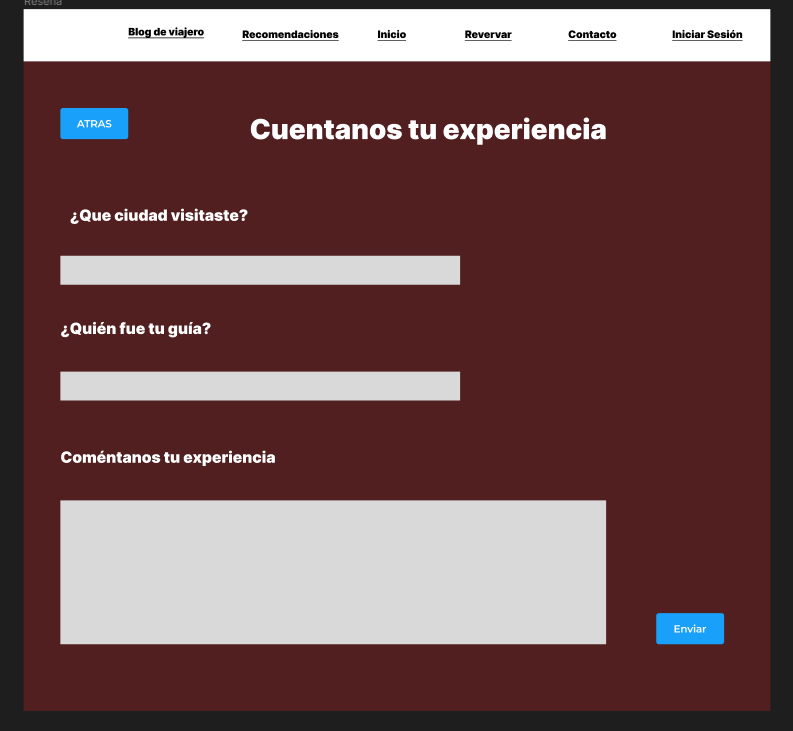 Reseña
Blog de viajero Recomendaciones Inicio Revervar Contacto Iniciar Sesión
ATRAS
Cuentanos tu experiencia
¿Que ciudad visitaste?
¿Quién fue tu guía?
Coméntanos tu experiencia
Enviar